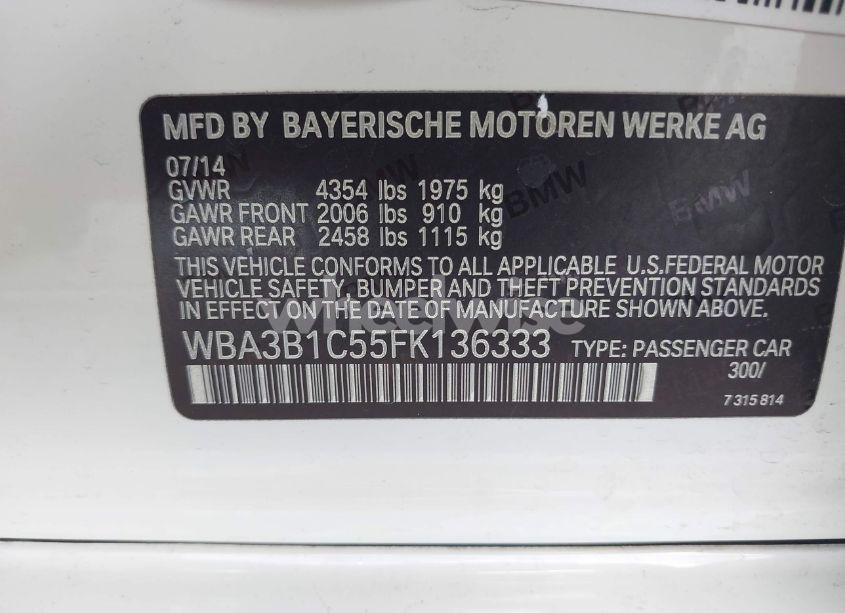 MFD BY BAYERISCHE MOTOREN WERKE AG
07/14
GVWR 4354 lbs 1975 kg
GAWR FRONT 2006 lbs 910 kg
GAWR REAR 2458 lbs 1115 kg
THIS VEHICLE CONFORMS TO ALL APPLICABLE U.S.FEDERAL MOTOR
VEHICLE SAFETY, BUMPER AND THEFT PREVENTION STANDARDS
IN EFFECT ON THE DATE OF MANUFACTURE SHOWN ABOVE.
WBA3B1C55FK136333 TYPE: PASSENGER CAR
300/
7 315 814
BMW
BMW
BMW